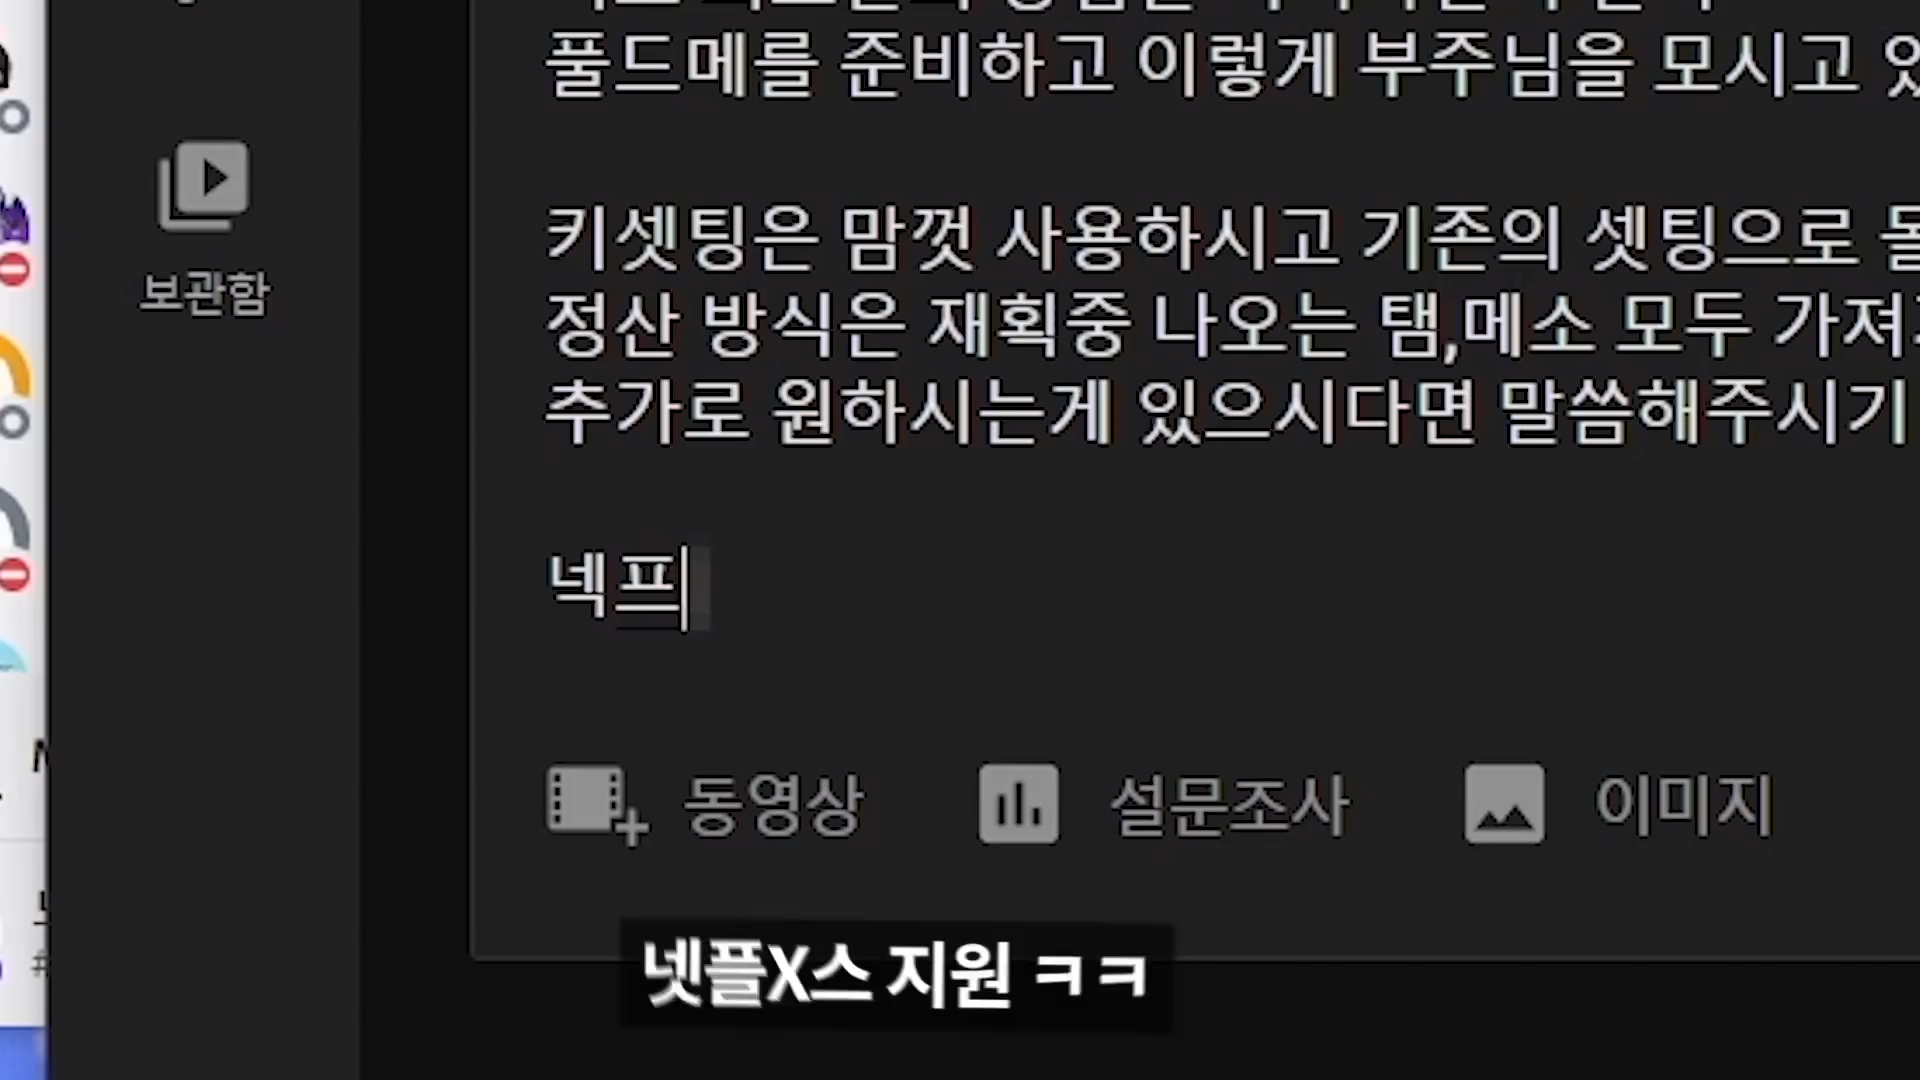 풀드메를 준비하고 이렇게 부주님을 모시고
키셋팅은 맘껏 사용하시고 기존의 셋팅으로
정산 방식은 재획중 나오는 탬,메소 모두 가져
추가로 원하시는게 있으시다면 말씀해주시기
넥프
보관함
동영상 설문조사 이미지
넷플X스 지원 ㅋㅋ